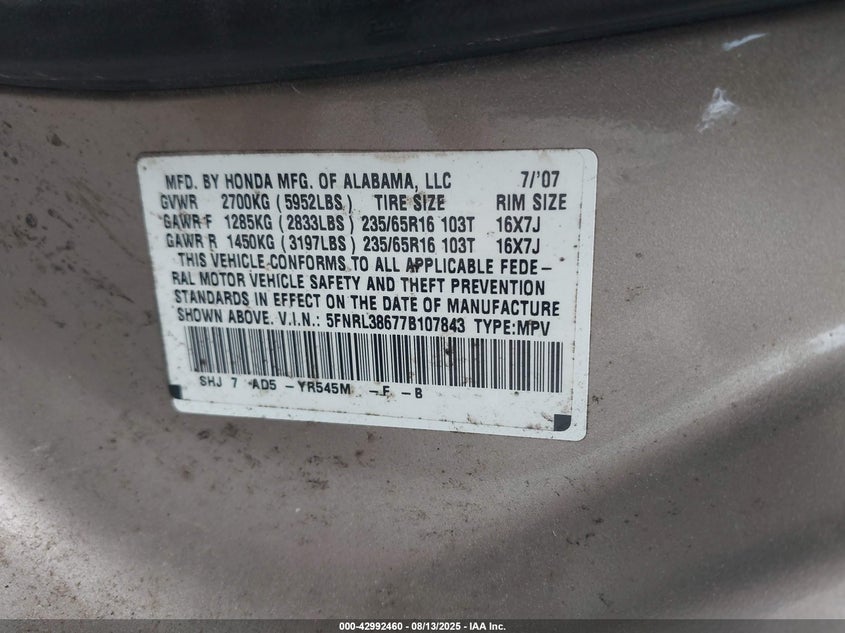 MFD. BY HONDA MFG. OF ALABAMA, LLC 7/'07
GVWR 2700KG (5952LBS) TIRE SIZE RIM SIZE
GAWR F 1285KG (2833LBS) 235/65R16 103T 16X7J
GAWR R 1450KG (3197LBS) 235/65R16 103T 16X7J
THIS VEHICLE CONFORMS TO ALL APPLICABLE FEDE-
RAL MOTOR VEHICLE SAFETY AND THEFT PREVENTION
STANDARDS IN EFFECT ON THE DATE OF MANUFACTURE
SHOWN ABOVE. V.I.N.: 5FNRL38677B107843 TYPE:MPV
SHJ 7 AD5 -YR545M -F -B
000-42992460 - 08/13/2025 - IAA Inc.